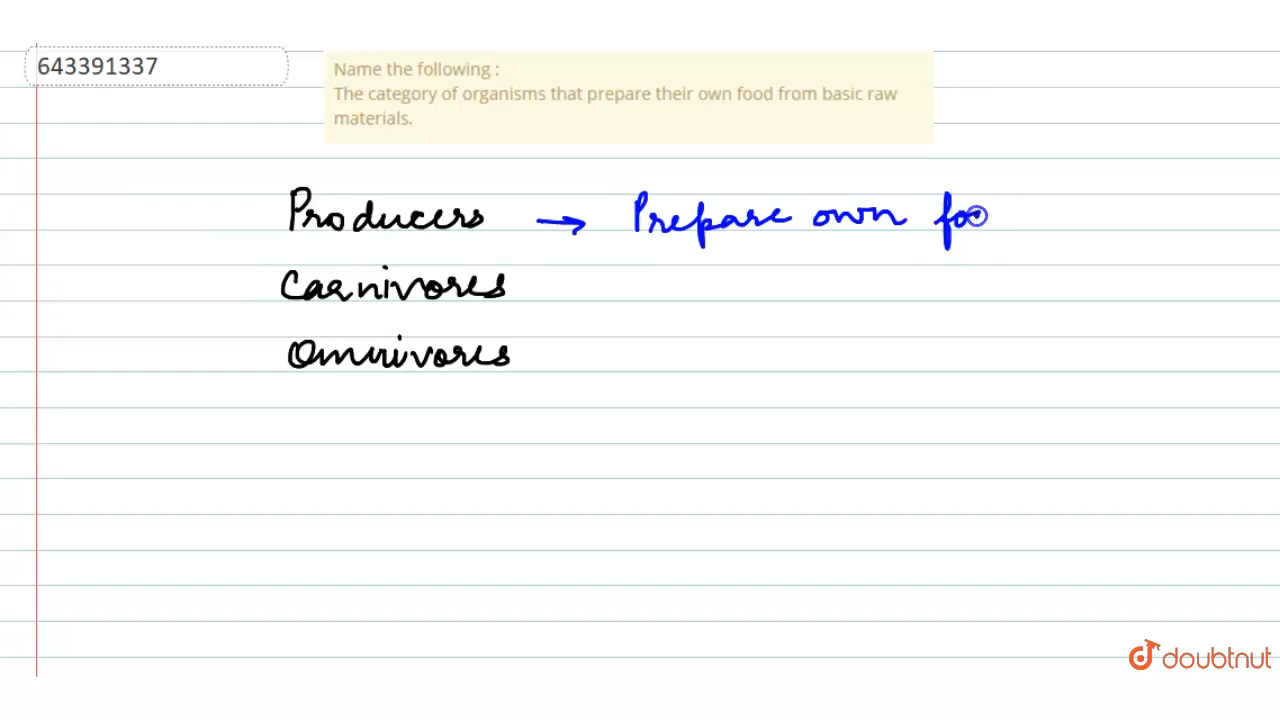 643391337
Name the following :
The category of organisms that prepare their own food from basic raw
materials.
Producers → Prepare own foo
Carnivores
Omnivores
doubtnut